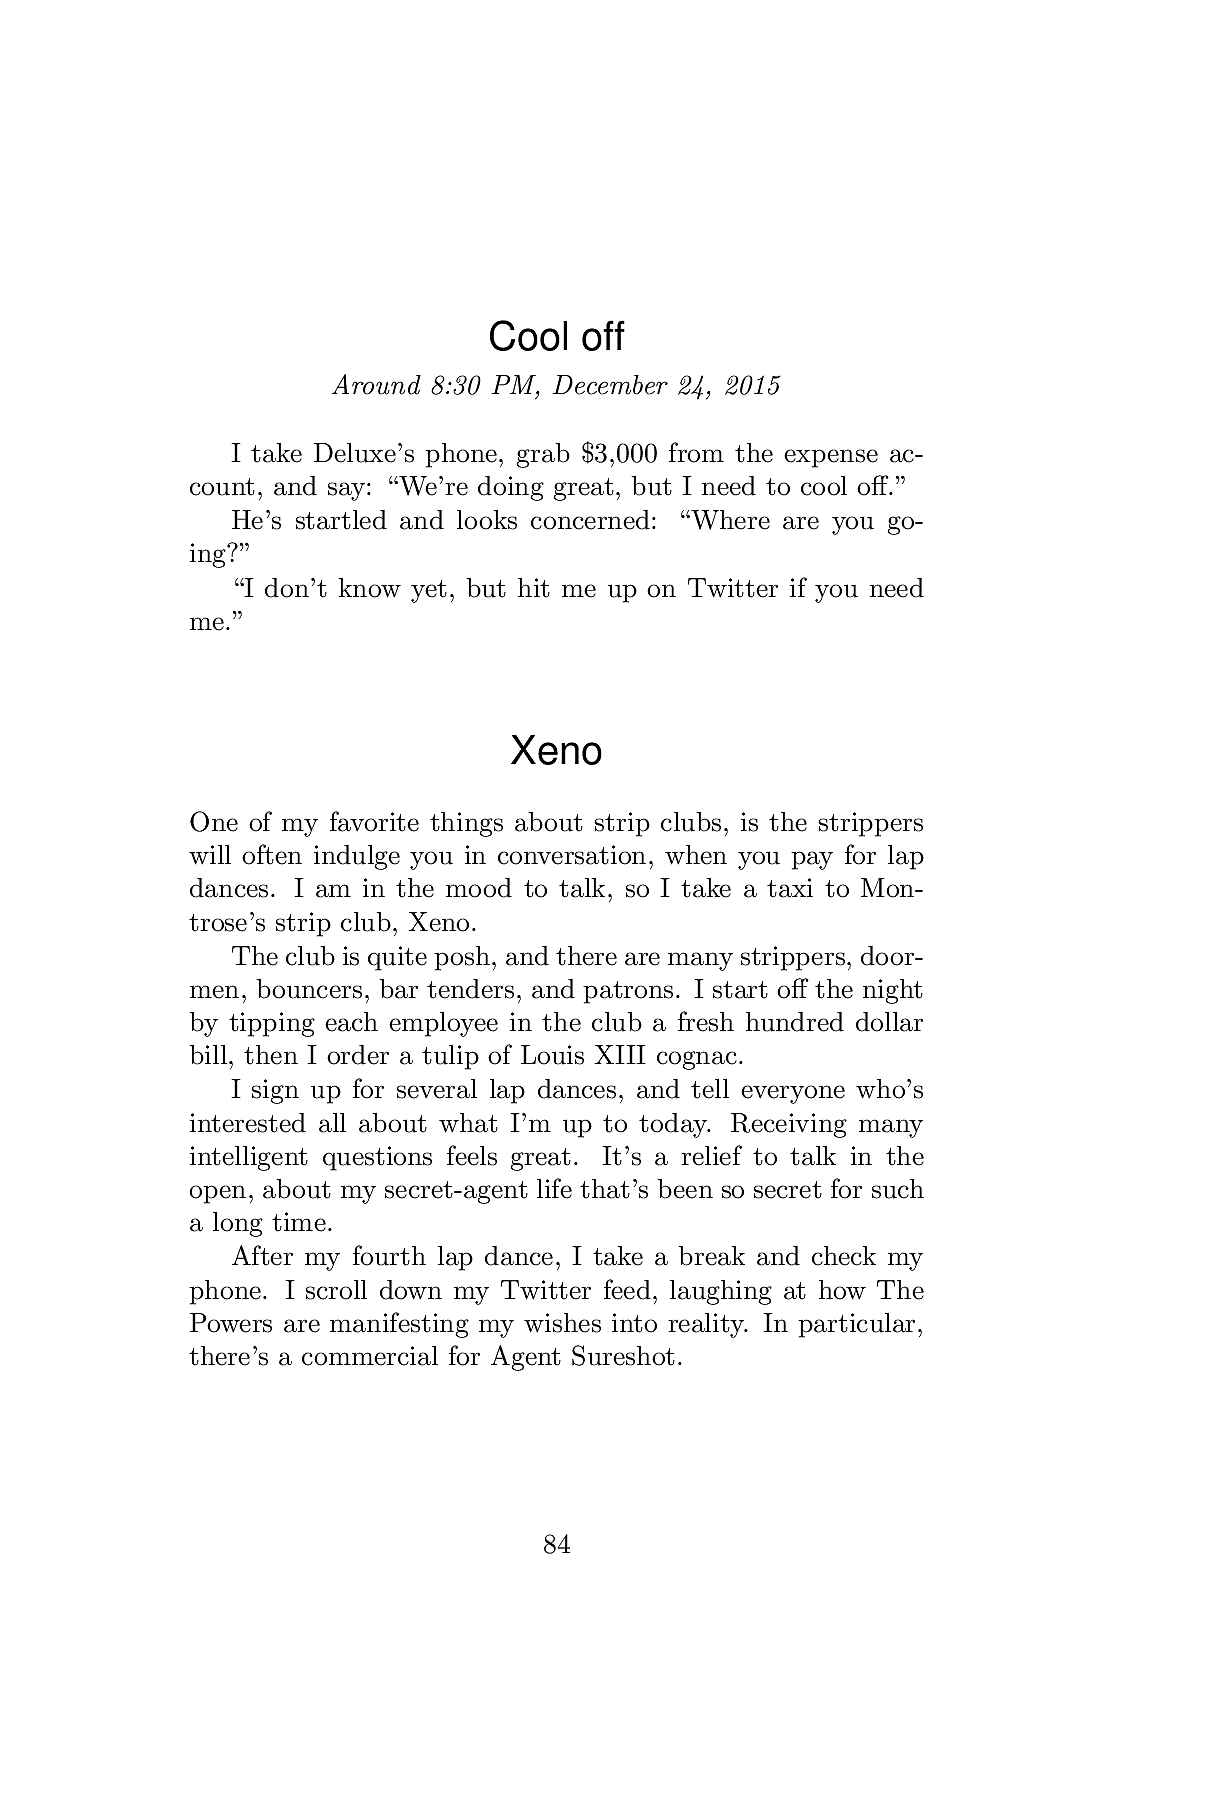 Cool off
Around 8:30 PM, December 24, 2015
I take Deluxe's phone, grab $3,000 from the expense ac-
count, and say: “We're doing great, but I need to cool off.”
He's startled and looks concerned: “Where are you go-
ing?”
“I don't know yet, but hit me up on Twitter if you need
me.”
Xeno
One of my favorite things about strip clubs, is the strippers
will often indulge you in conversation, when you pay for lap
dances. I am in the mood to talk, so I take a taxi to Mon-
trose's strip club, Xeno.
The club is quite posh, and there are many strippers, door-
men, bouncers, bar tenders, and patrons. I start off the night
by tipping each employee in the club a fresh hundred dollar
bill, then I order a tulip of Louis XIII cognac.
I sign up for several lap dances, and tell everyone who's
interested all about what I'm up to today. Receiving many
intelligent questions feels great. It's a relief to talk in the
open, about my secret-agent life that's been so secret for such
a long time.
After my fourth lap dance, I take a break and check my
phone. I scroll down my Twitter feed, laughing at how The
Powers are manifesting my wishes into reality. In particular,
there's a commercial for Agent Sureshot.
84